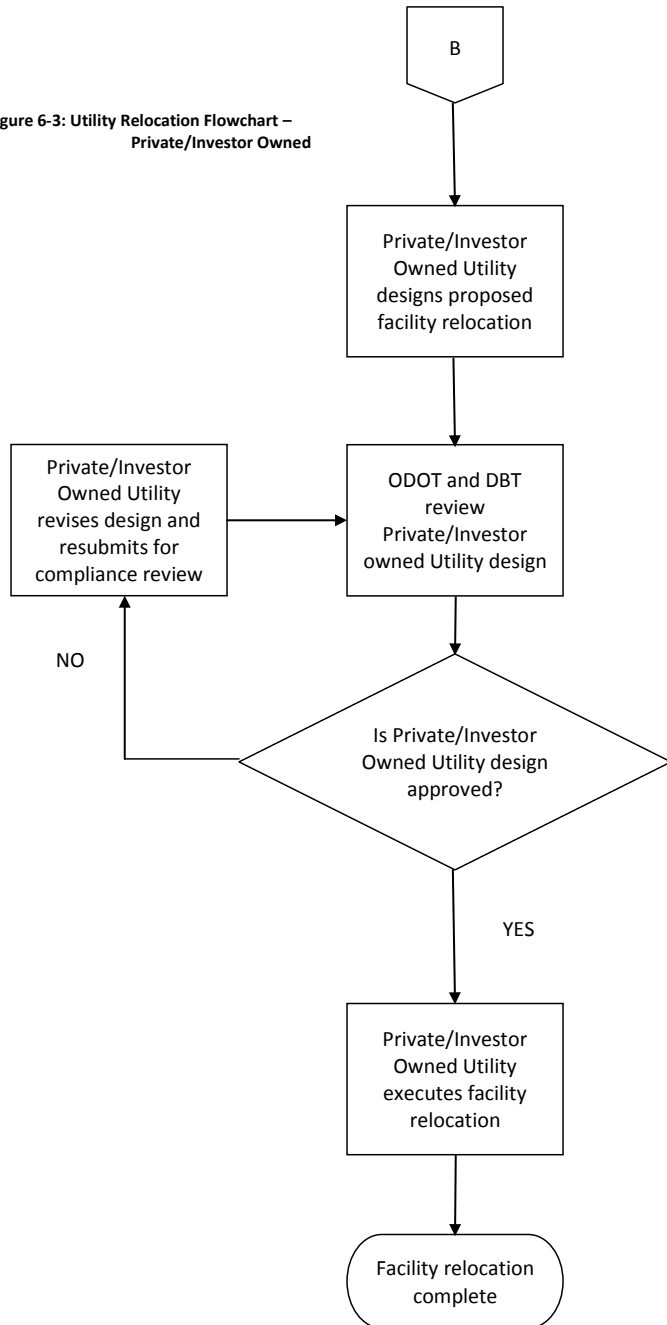 B
gure 6-3: Utility Relocation Flowchart –
Private/Investor Owned
Private/Investor
Owned Utility
designs proposed
facility relocation
Private/Investor
Owned Utility
revises design and
resubmits for
compliance review
ODOT and DBT
review
Private/Investor
owned Utility design
NO
Is Private/Investor
Owned Utility design
approved?
YES
Private/Investor
Owned Utility
executes facility
relocation
Facility relocation
complete